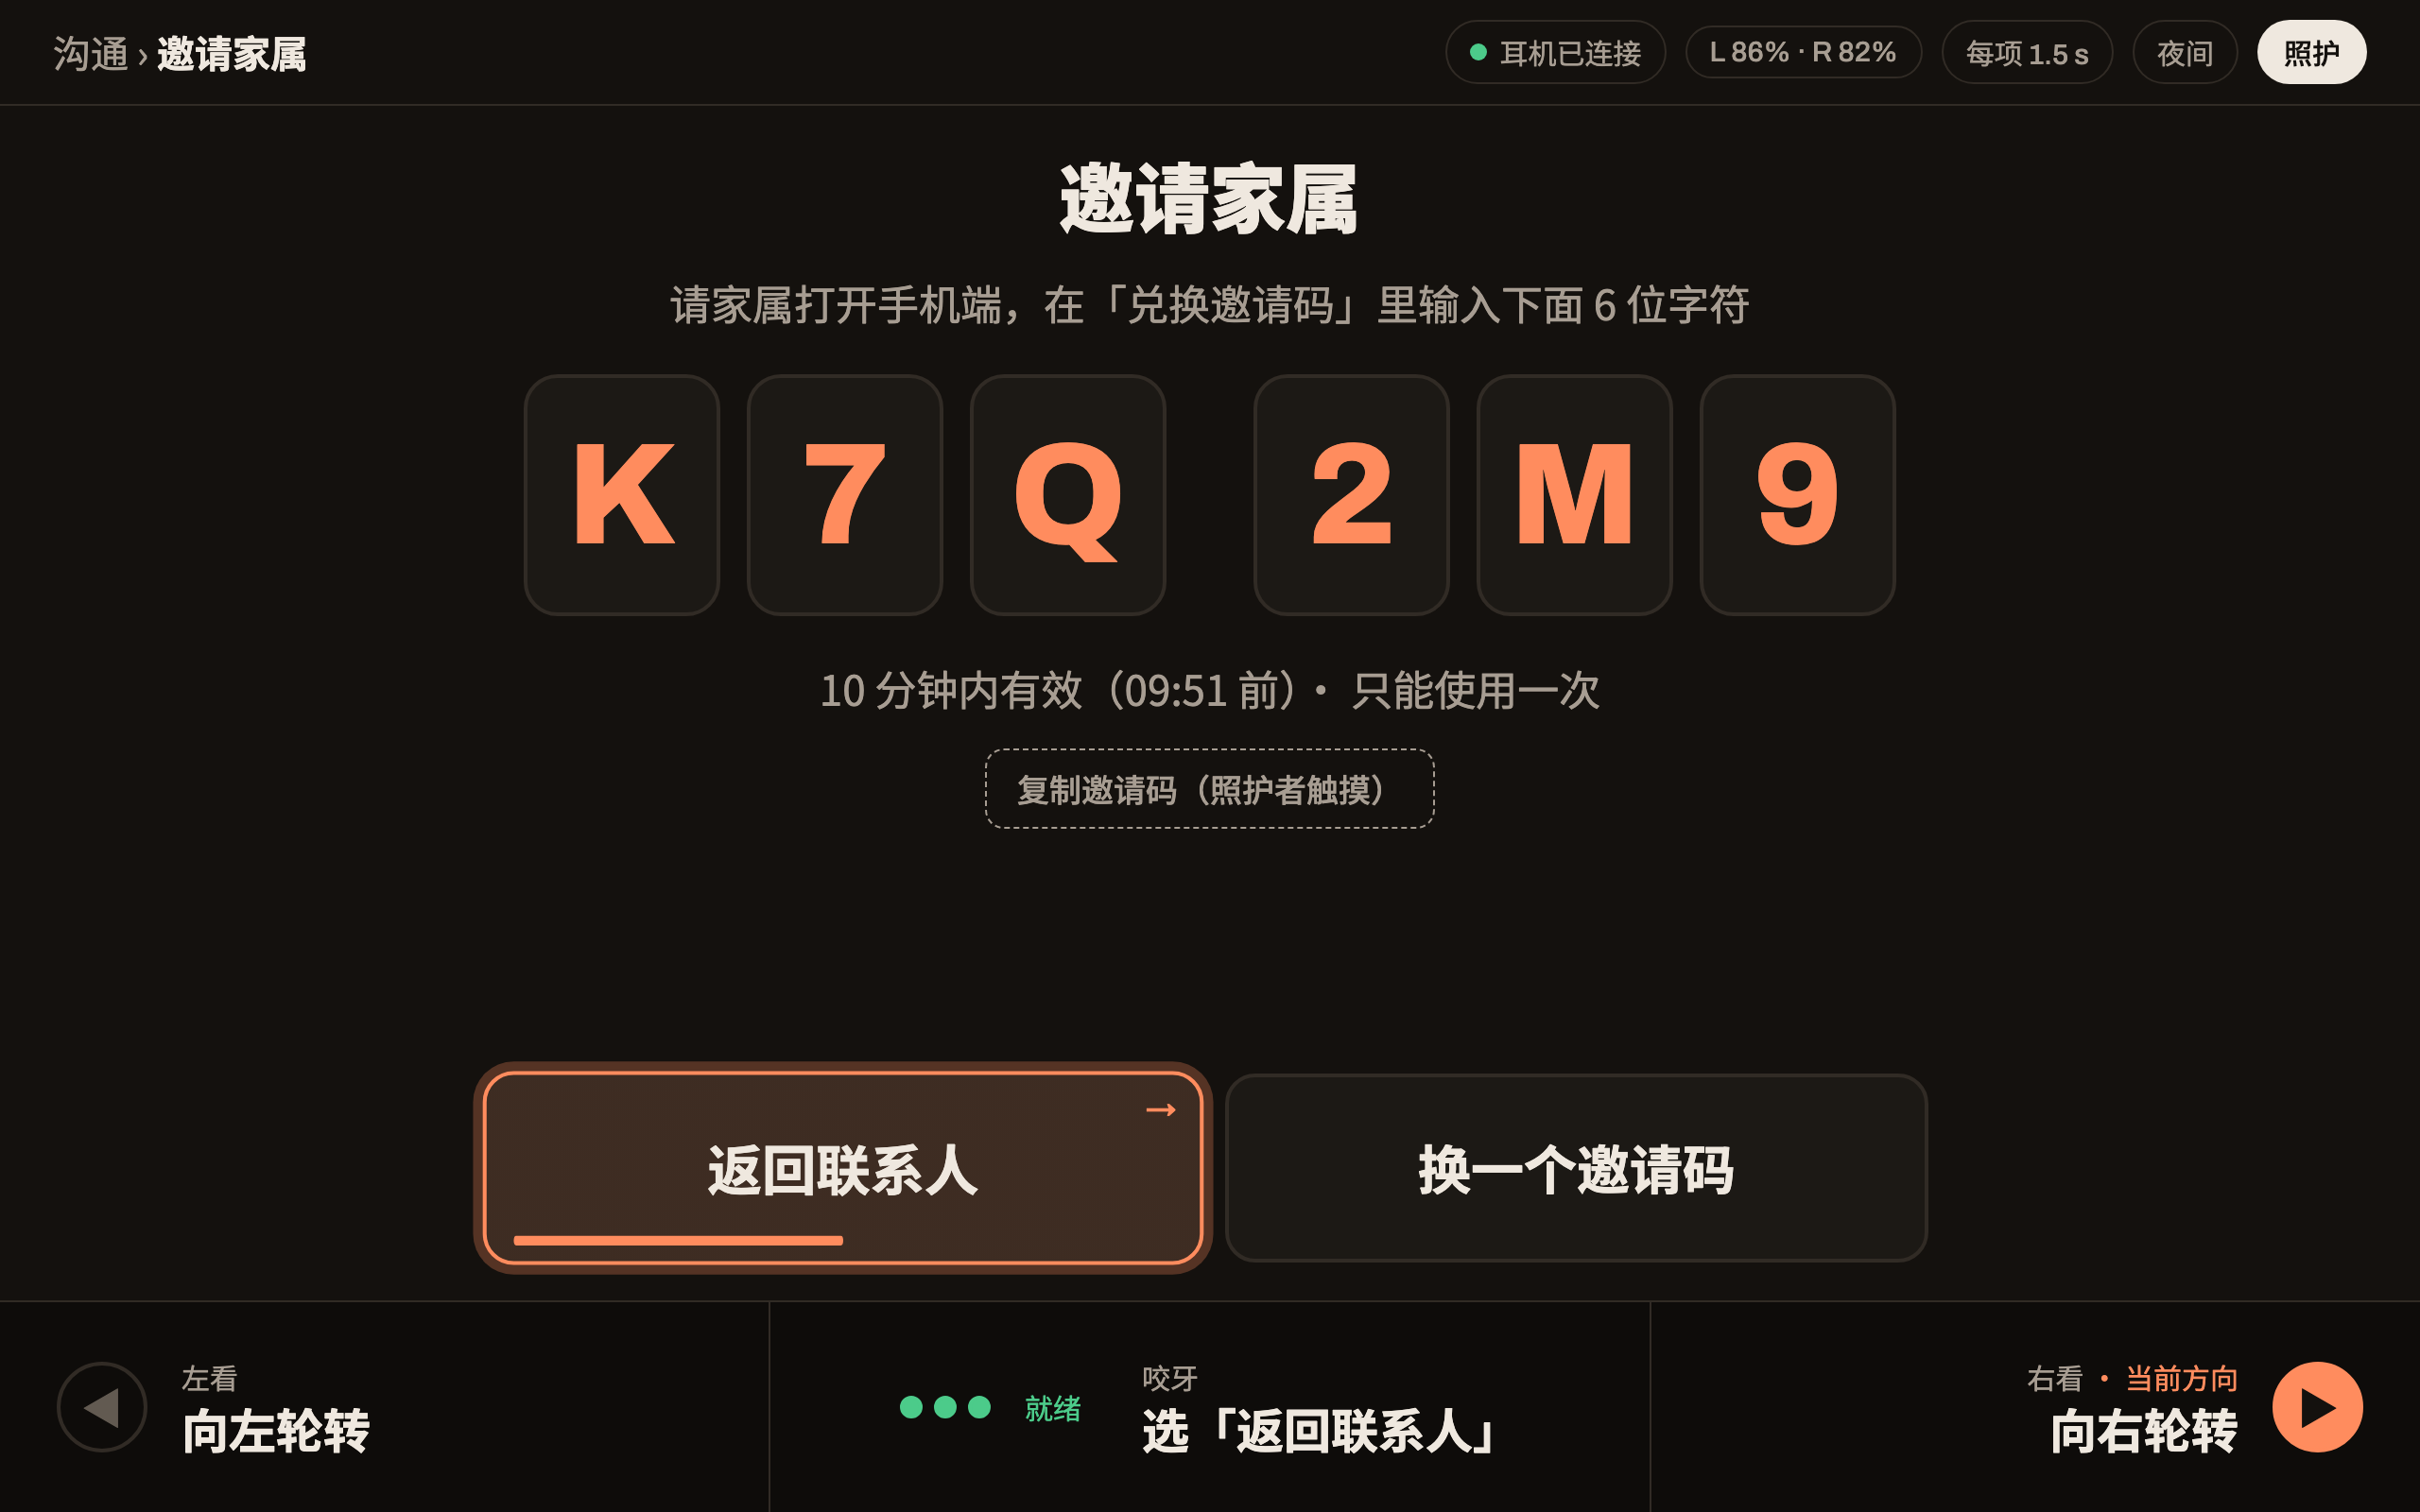 沟通 › 邀请家属
耳机已连接
L 86% · R 82%
每项 1.5 s
夜间
照护
邀请家属
请家属打开手机端，在「兑换邀请码」里输入下面 6 位字符
K 7 Q 2 M 9
10 分钟内有效（09:51 前）· 只能使用一次
复制邀请码（照护者触摸）
→
返回联系人
换一个邀请码
左看
向左轮转
就绪
咬牙
选「返回联系人」
右看 · 当前方向
向右轮转